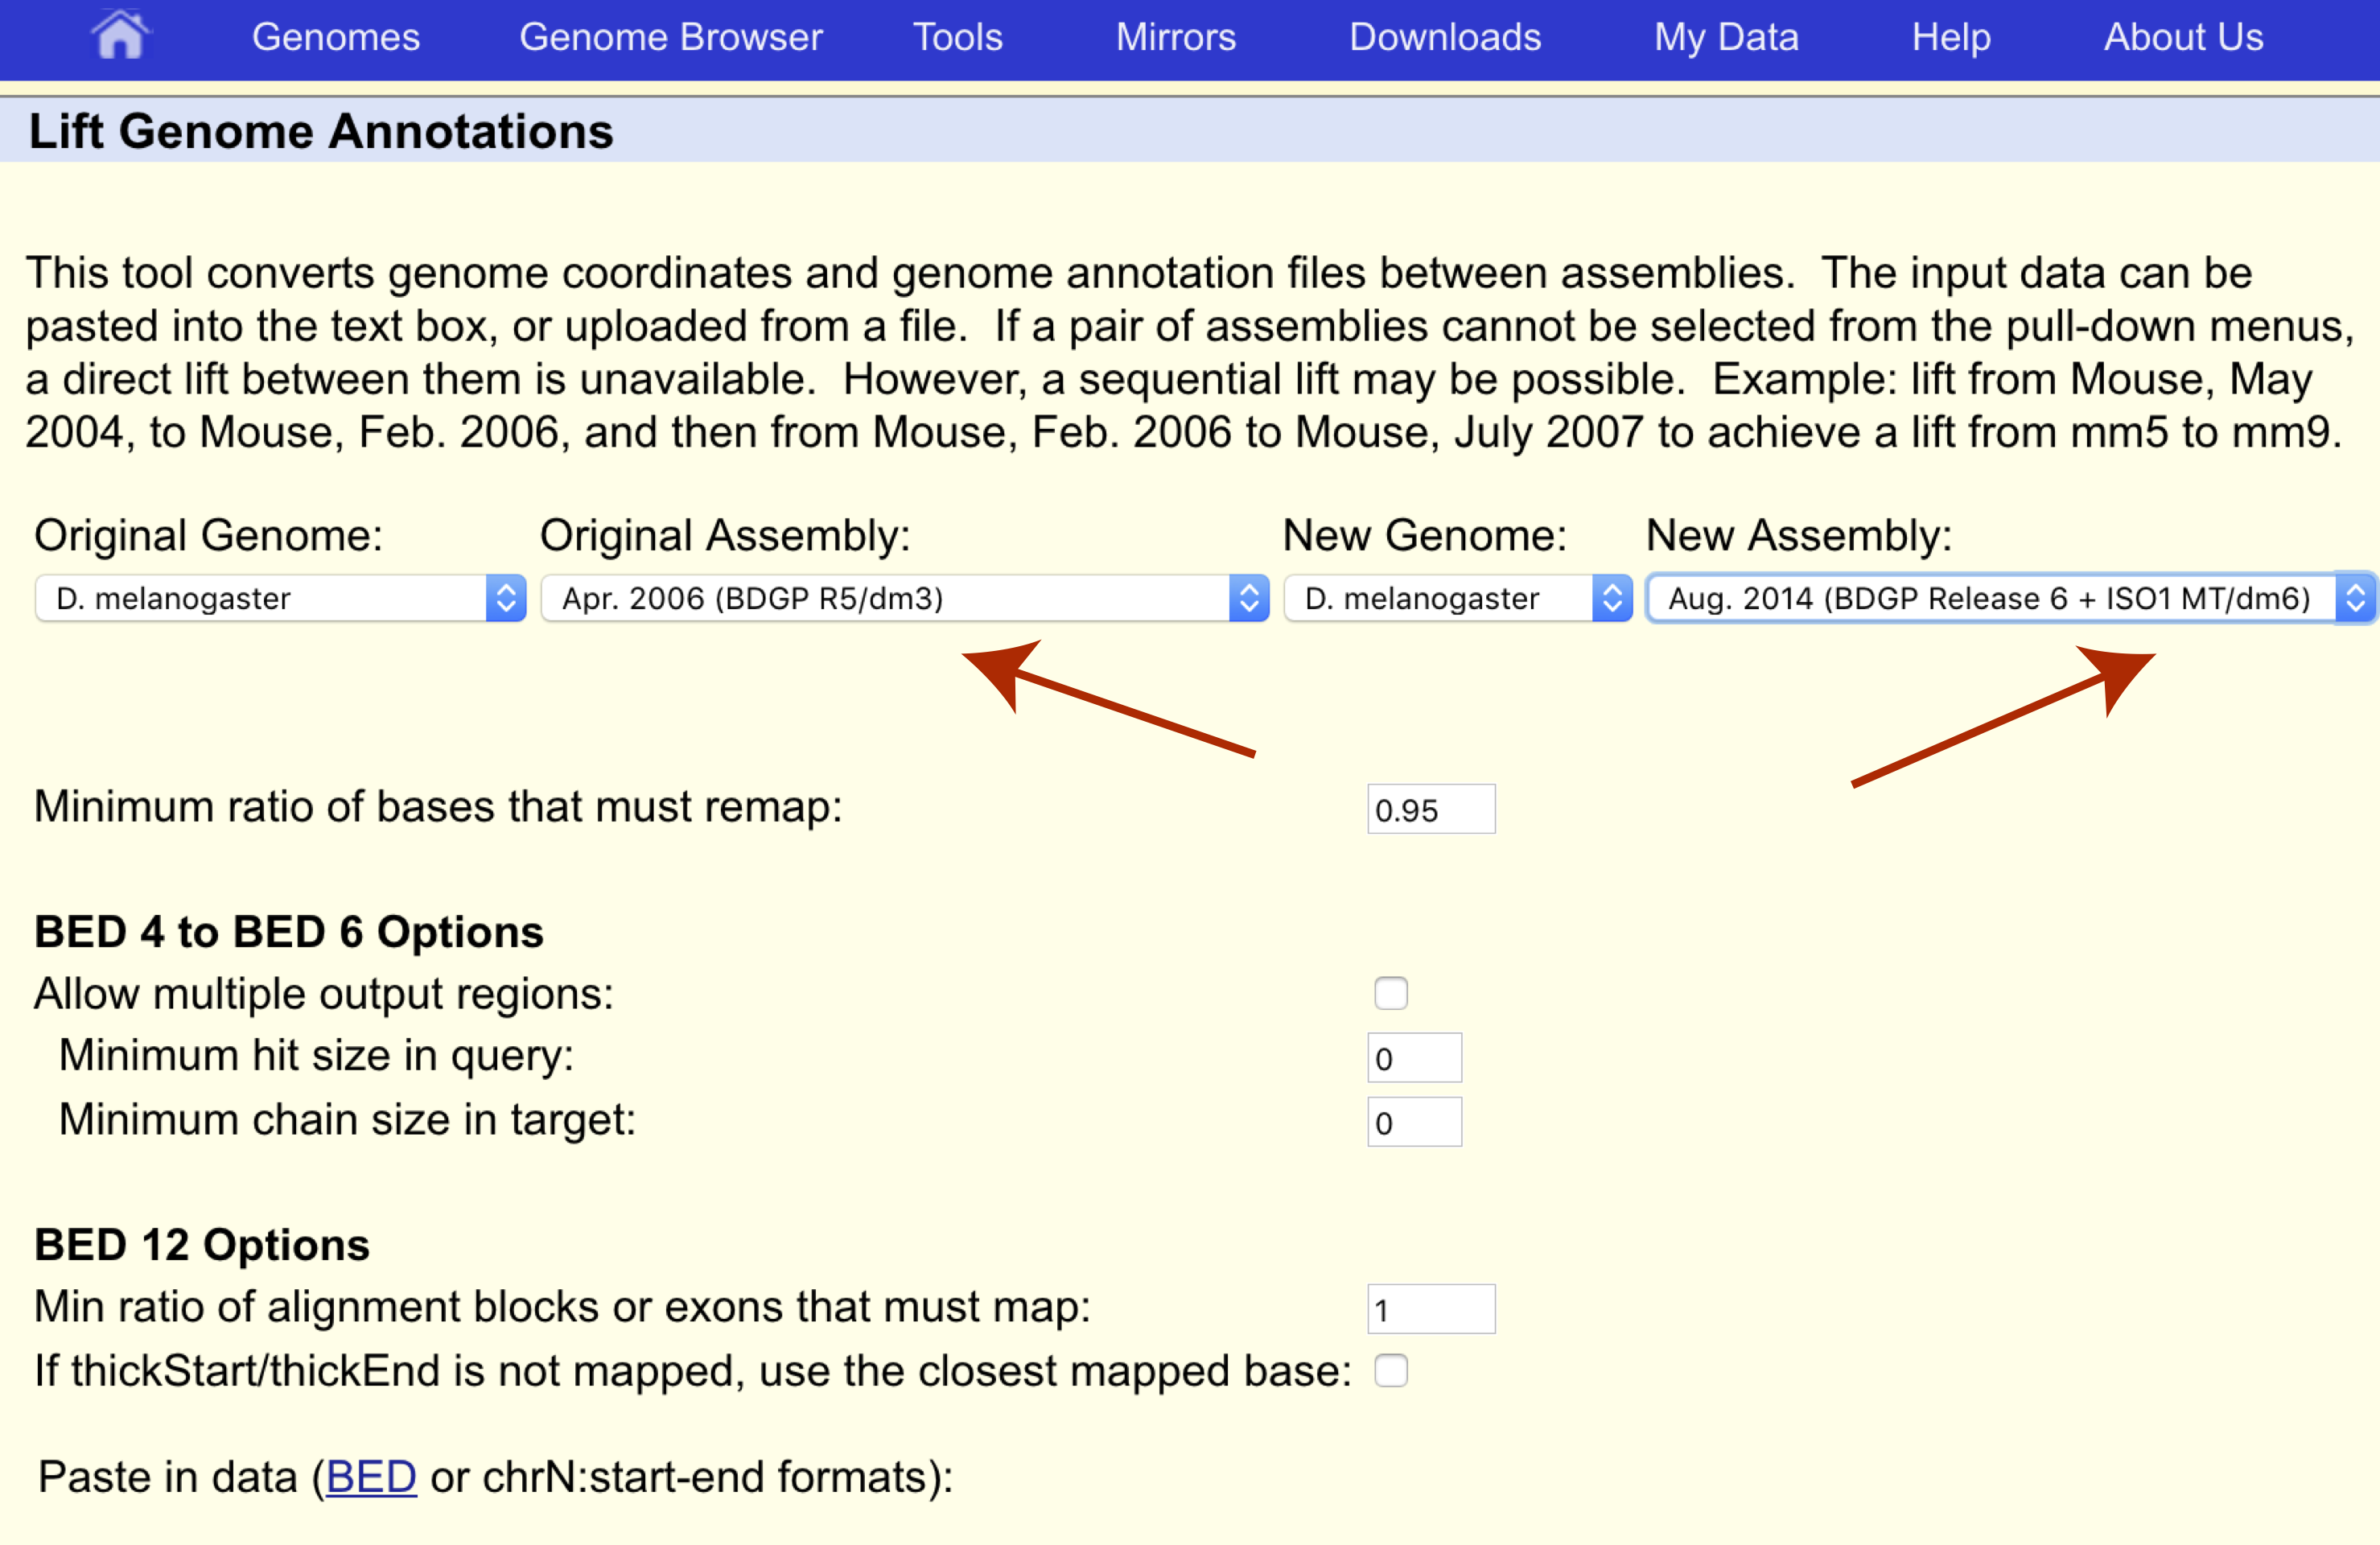 Genomes Genome Browser Tools Mirrors Downloads My Data Help About Us
Lift Genome Annotations
This tool converts genome coordinates and genome annotation files between assemblies. The input data can be
pasted into the text box, or uploaded from a file. If a pair of assemblies cannot be selected from the pull-down menus,
a direct lift between them is unavailable. However, a sequential lift may be possible. Example: lift from Mouse, May
2004, to Mouse, Feb. 2006, and then from Mouse, Feb. 2006 to Mouse, July 2007 to achieve a lift from mm5 to mm9.
Original Genome: Original Assembly: New Genome: New Assembly:
D. melanogaster Apr. 2006 (BDGP R5/dm3) D. melanogaster Aug. 2014 (BDGP Release 6 + ISO1 MT/dm6)
Minimum ratio of bases that must remap: 0.95
BED 4 to BED 6 Options
Allow multiple output regions:
Minimum hit size in query: 0
Minimum chain size in target: 0
BED 12 Options
Min ratio of alignment blocks or exons that must map: 1
If thickStart/thickEnd is not mapped, use the closest mapped base:
Paste in data (BED or chrN:start-end formats):